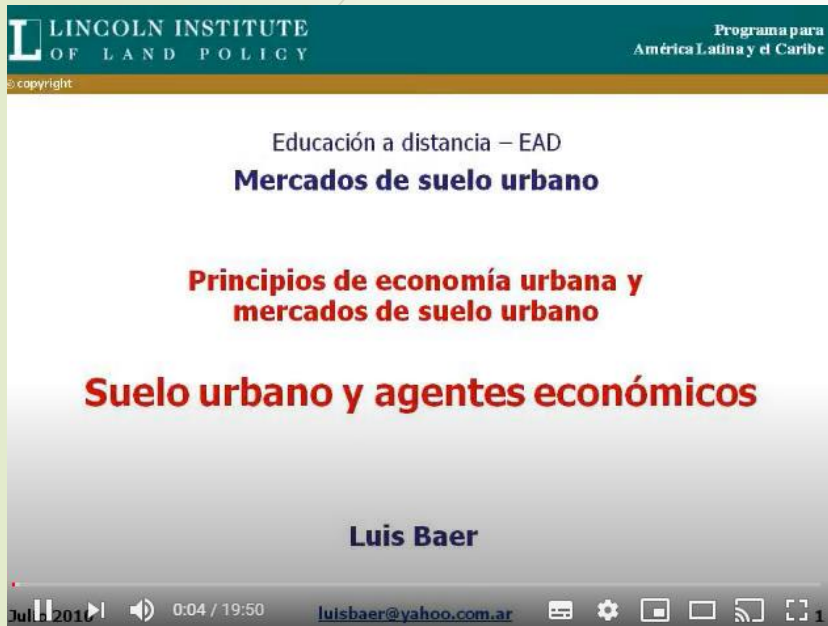 LINCOLN INSTITUTE
OF LAND POLICY
Programa para
América Latina y el Caribe
© copyright
Educación a distancia – EAD
Mercados de suelo urbano
Principios de economía urbana y
mercados de suelo urbano
Suelo urbano y agentes económicos
Luis Baer
0:04 / 19:50
luisbaer@yahoo.com.ar
1